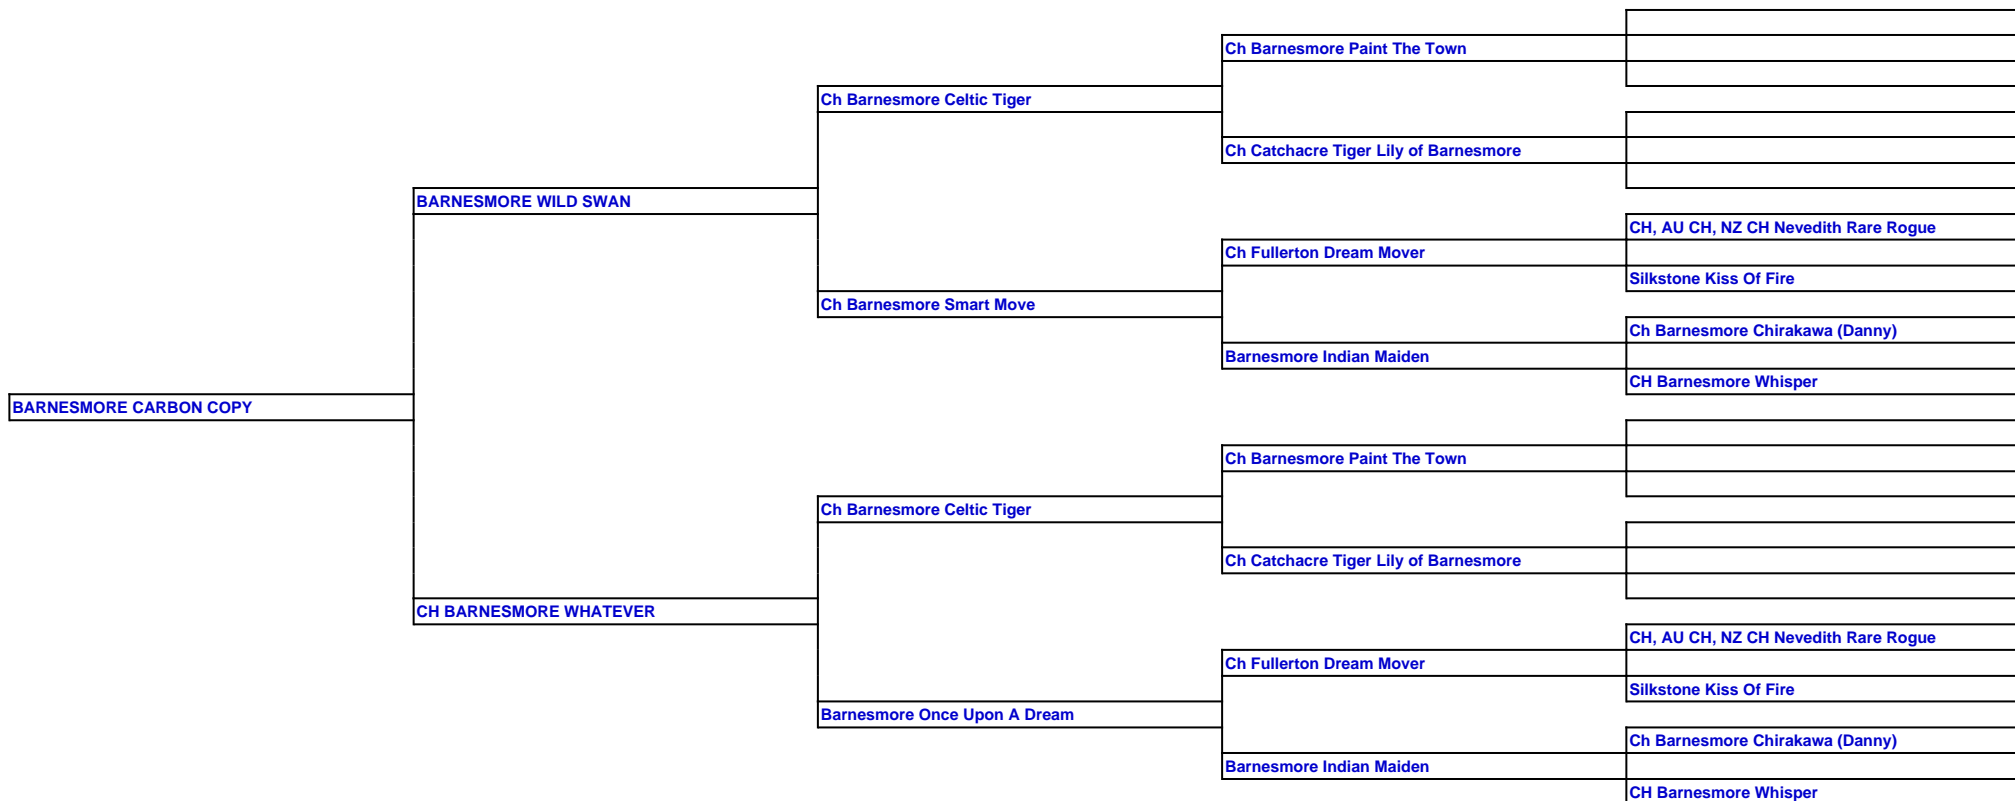 Ch Barnesmore Paint The Town
Ch Barnesmore Celtic Tiger
Ch Catchacre Tiger Lily of Barnesmore
BARNESMORE WILD SWAN
CH, AU CH, NZ CH Nevedith Rare Rogue
Ch Fullerton Dream Mover
Silkstone Kiss Of Fire
Ch Barnesmore Smart Move
Ch Barnesmore Chirakawa (Danny)
Barnesmore Indian Maiden
CH Barnesmore Whisper
BARNESMORE CARBON COPY
Ch Barnesmore Paint The Town
Ch Barnesmore Celtic Tiger
Ch Catchacre Tiger Lily of Barnesmore
CH BARNESMORE WHATEVER
CH, AU CH, NZ CH Nevedith Rare Rogue
Ch Fullerton Dream Mover
Silkstone Kiss Of Fire
Barnesmore Once Upon A Dream
Ch Barnesmore Chirakawa (Danny)
Barnesmore Indian Maiden
CH Barnesmore Whisper